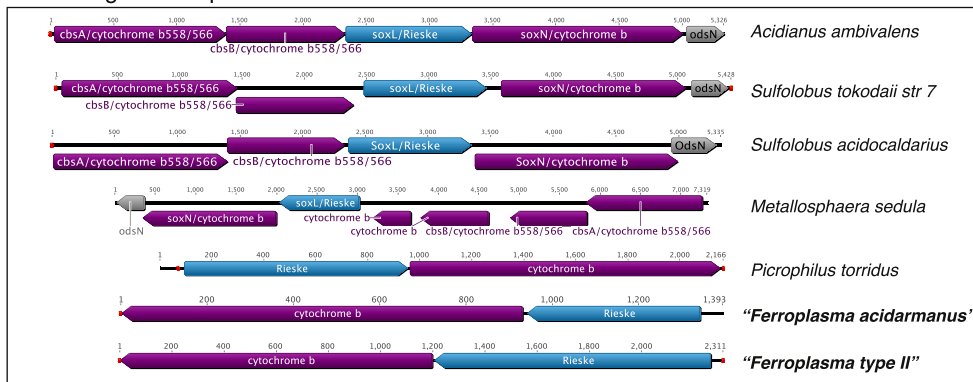 1 500 1,000 1,500 2,000 2,500 3,000 3,500 4,000 4,500 5,000 5,326
cbsA/cytochrome b558/566 soxL/Rieske soxN/cytochrome b odsN Acidianus ambivalens
cbsB/cytochrome b558/566
1 500 1,000 1,500 2,000 2,500 3,000 3,500 4,000 4,500 5,000 5,428
cbsA/cytochrome b558/566 soxL/Rieske soxN/cytochrome b odsN Sulfolobus tokodaii str 7
cbsB/cytochrome b558/566
1 500 1,000 1,500 2,000 2,500 3,000 3,500 4,000 4,500 5,000 5,335
SoxL/Rieske OdsN Sulfolobus acidocaldarius
cbsA/cytochrome b558/566 cbsB/cytochrome b558/566 SoxN/cytochrome b
1 500 1,000 1,500 2,000 2,500 3,000 3,500 4,000 4,500 5,000 5,500 6,000 6,500 7,000 7,319
soxL/Rieske Metallosphaera sedula
odsN soxN/cytochrome b cytochrome b cytochrome b cbsB/cytochrome b558/566 cbsA/cytochrome b558/566
1 200 400 600 800 1,000 1,200 1,400 1,600 1,800 2,000 2,166
Rieske cytochrome b Picrophilus torridus
1 200 400 600 800 1,000 1,200 1,393
cytochrome b Rieske "Ferroplasma acidarmanus"
1 200 400 600 800 1,000 1,200 1,400 1,600 1,800 2,000 2,311
cytochrome b Rieske "Ferroplasma type II"